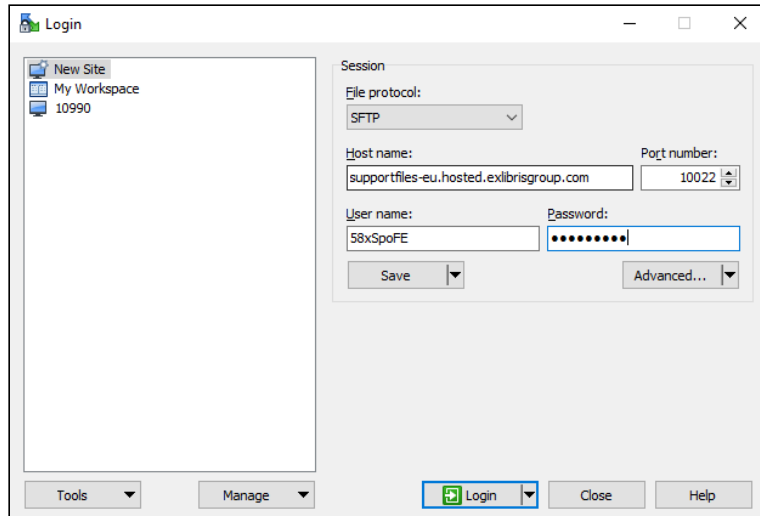 Login
New Site
My Workspace
10990
Session
File protocol:
SFTP
Host name:
Port number:
supportfiles-eu.hosted.exlibrisgroup.com
10022
User name:
Password:
58xSpoFE
●●●●●●●●●
Save
Advanced...
Tools
Manage
Login
Close
Help